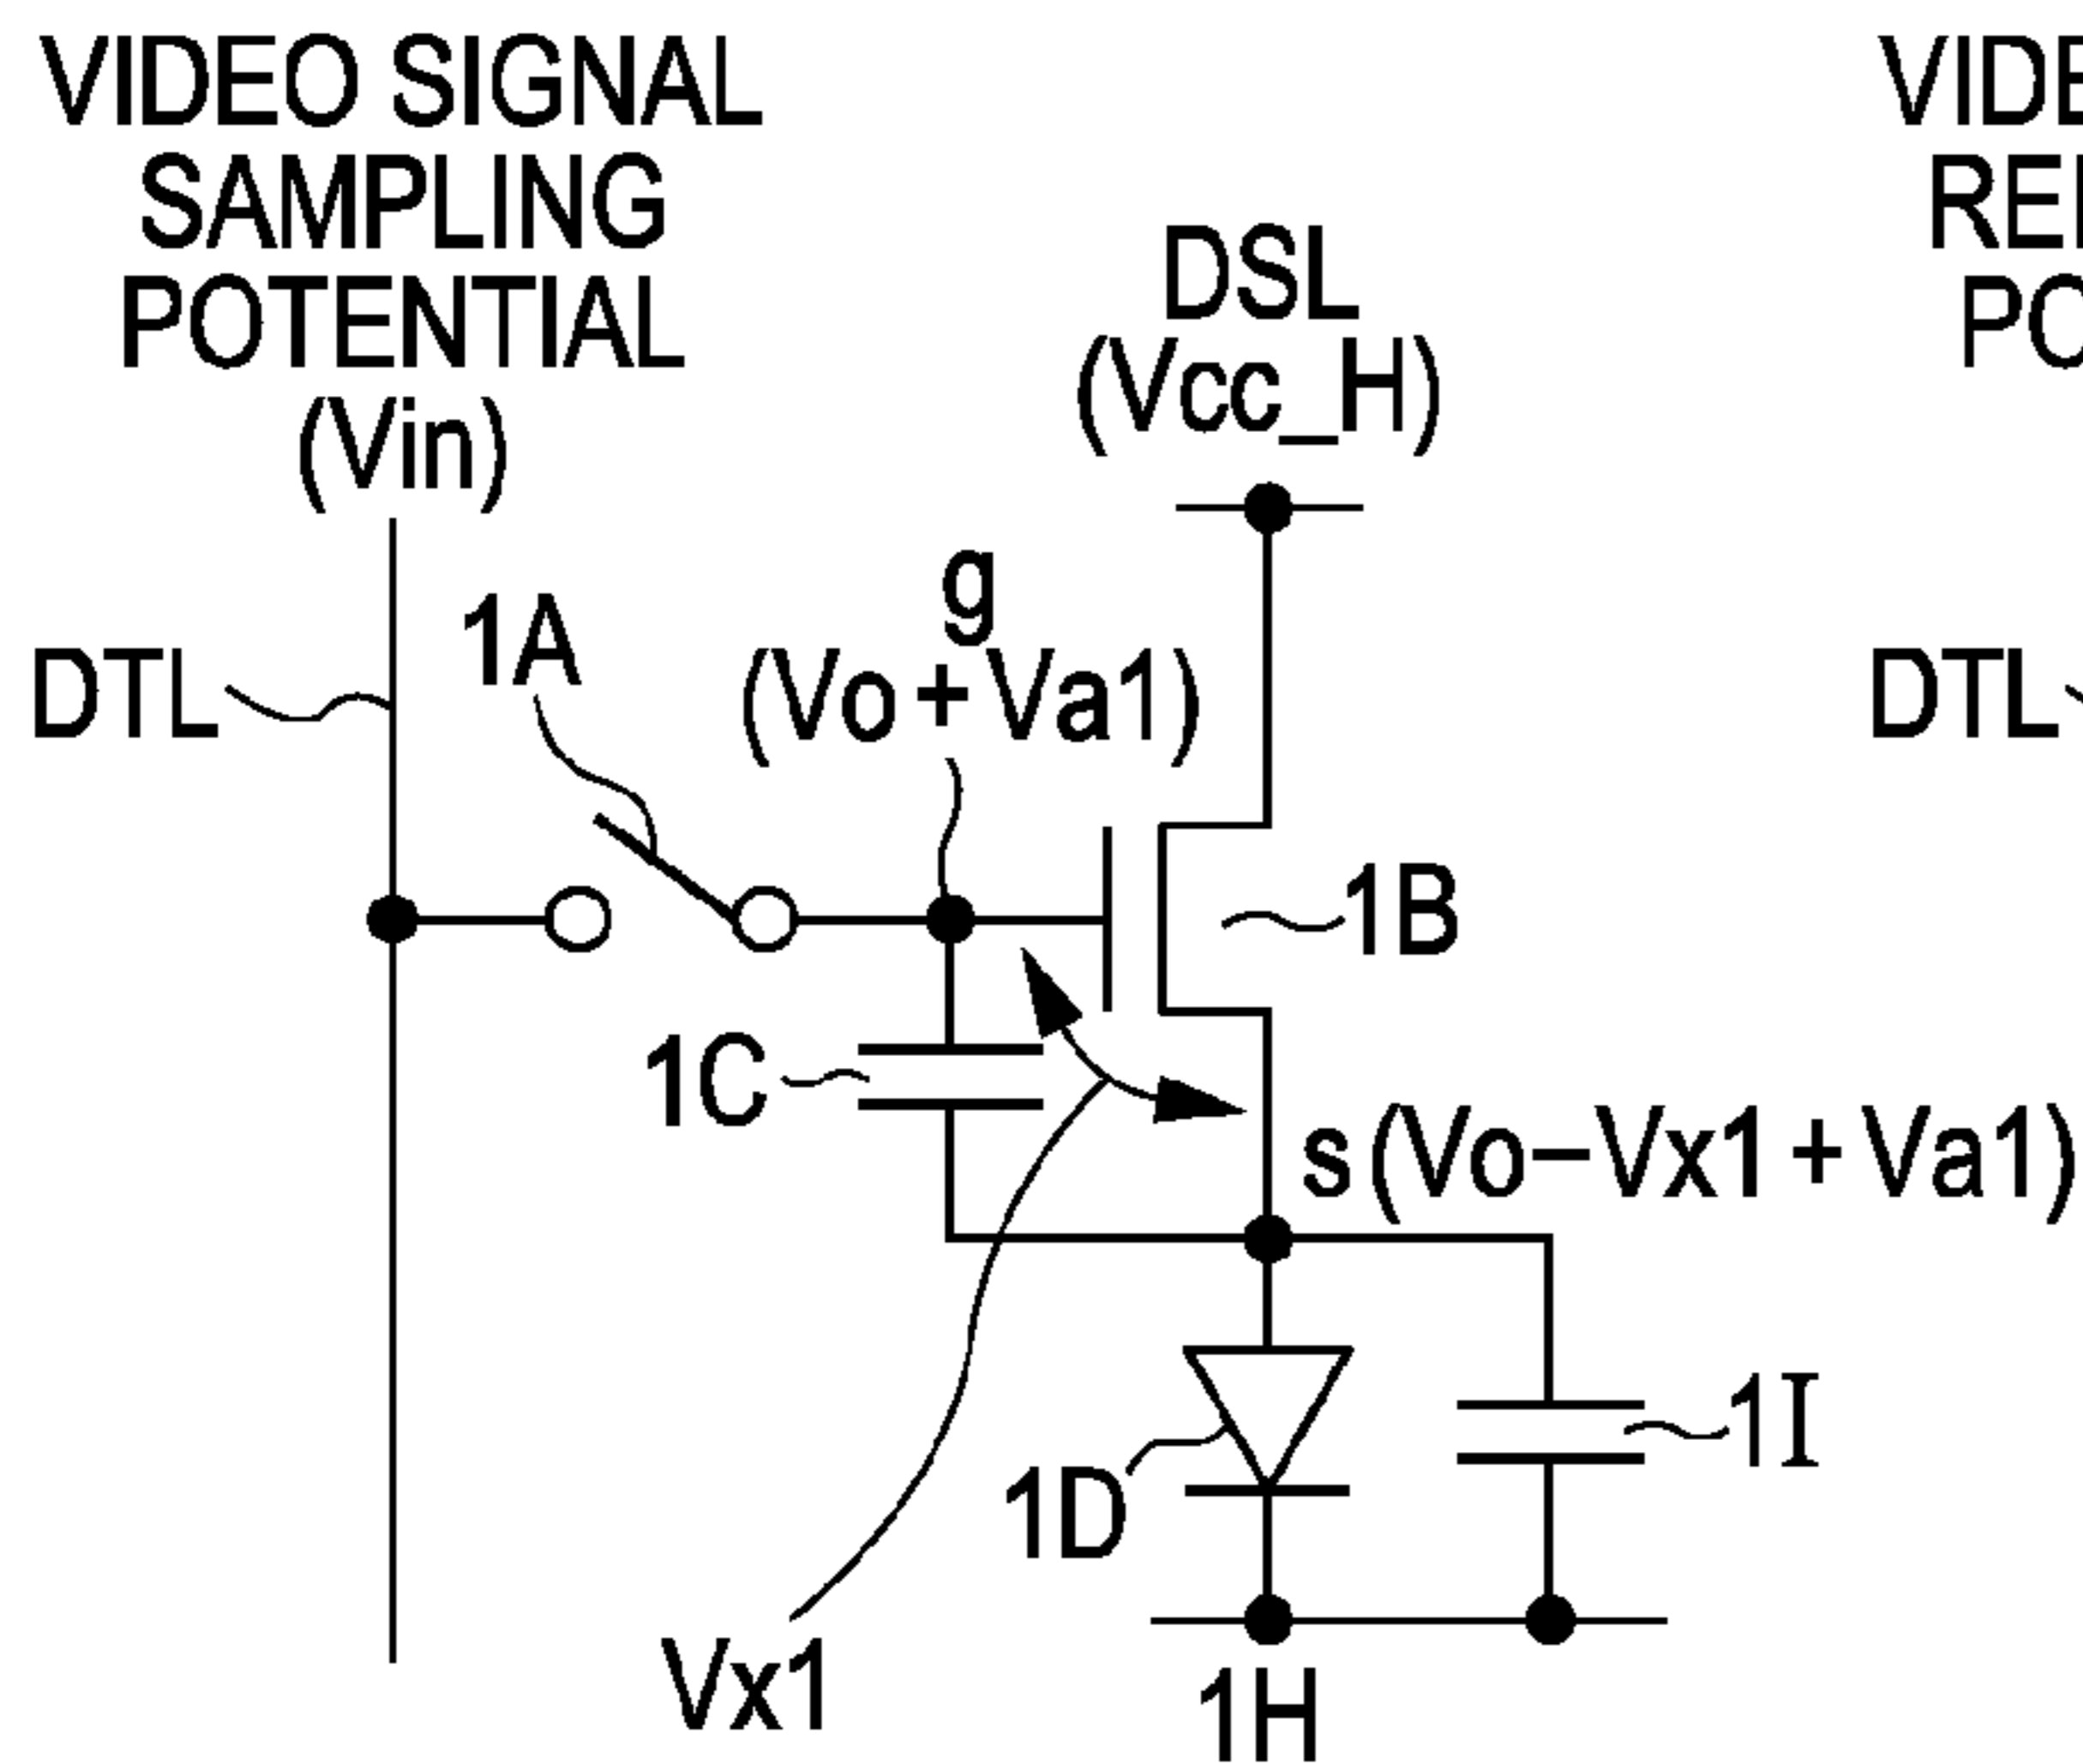 VIDEO SIGNAL
SAMPLING
POTENTIAL
(Vin)
DSL
(Vcc_H)
g
(Vo+Va1)
DTL
1A
1B
1C
s(Vo−Vx1+Va1)
1D
1I
Vx1
1H
DTL